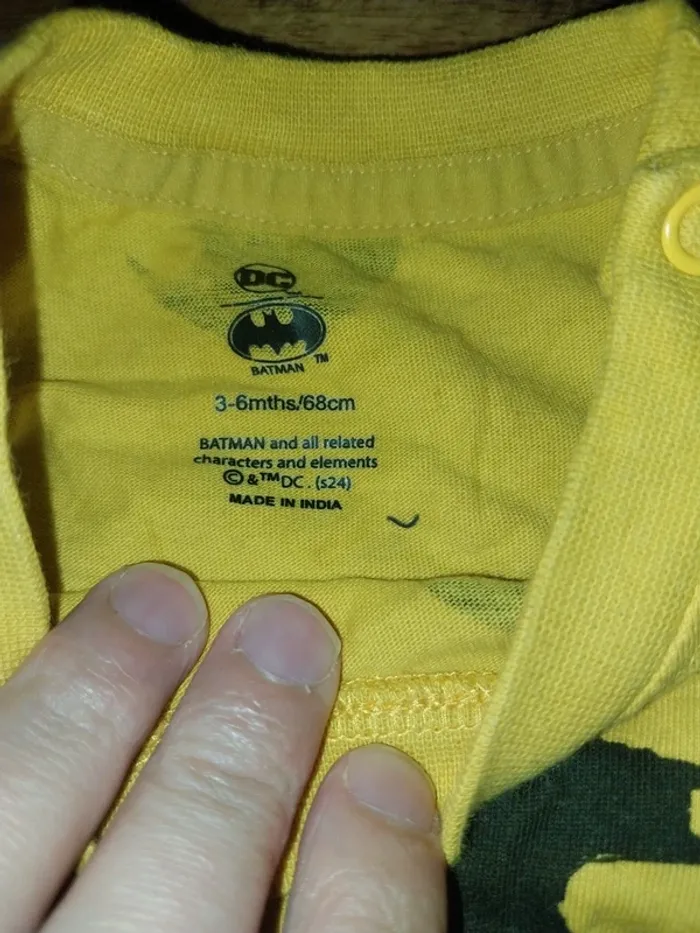 DC
TM
BATMAN
3-6mths/68cm
BATMAN and all related
characters and elements
© &™DC. (s24)
MADE IN INDIA